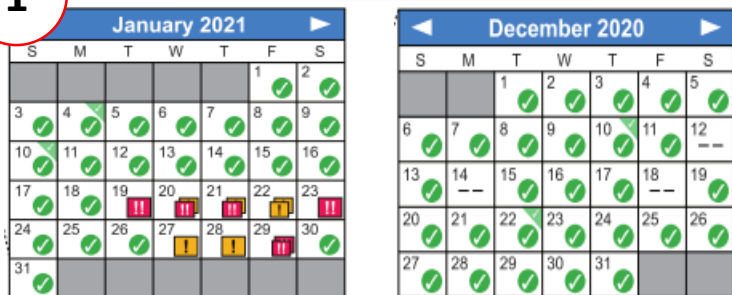 1
January 2021
S M T W T F S
1 2
3 4 5 6 7 8 9
10 11 12 13 14 15 16
17 18 19 !! 20 !! 21 !! 22 ! 23 !!
24 25 26 27 ! 28 ! 29 !! 30
31
December 2020
S M T W T F S
1 2 3 4 5
6 7 8 9 10 11 12 --
13 14 -- 15 16 17 18 -- 19
20 21 22 23 24 25 26
27 28 29 30 31